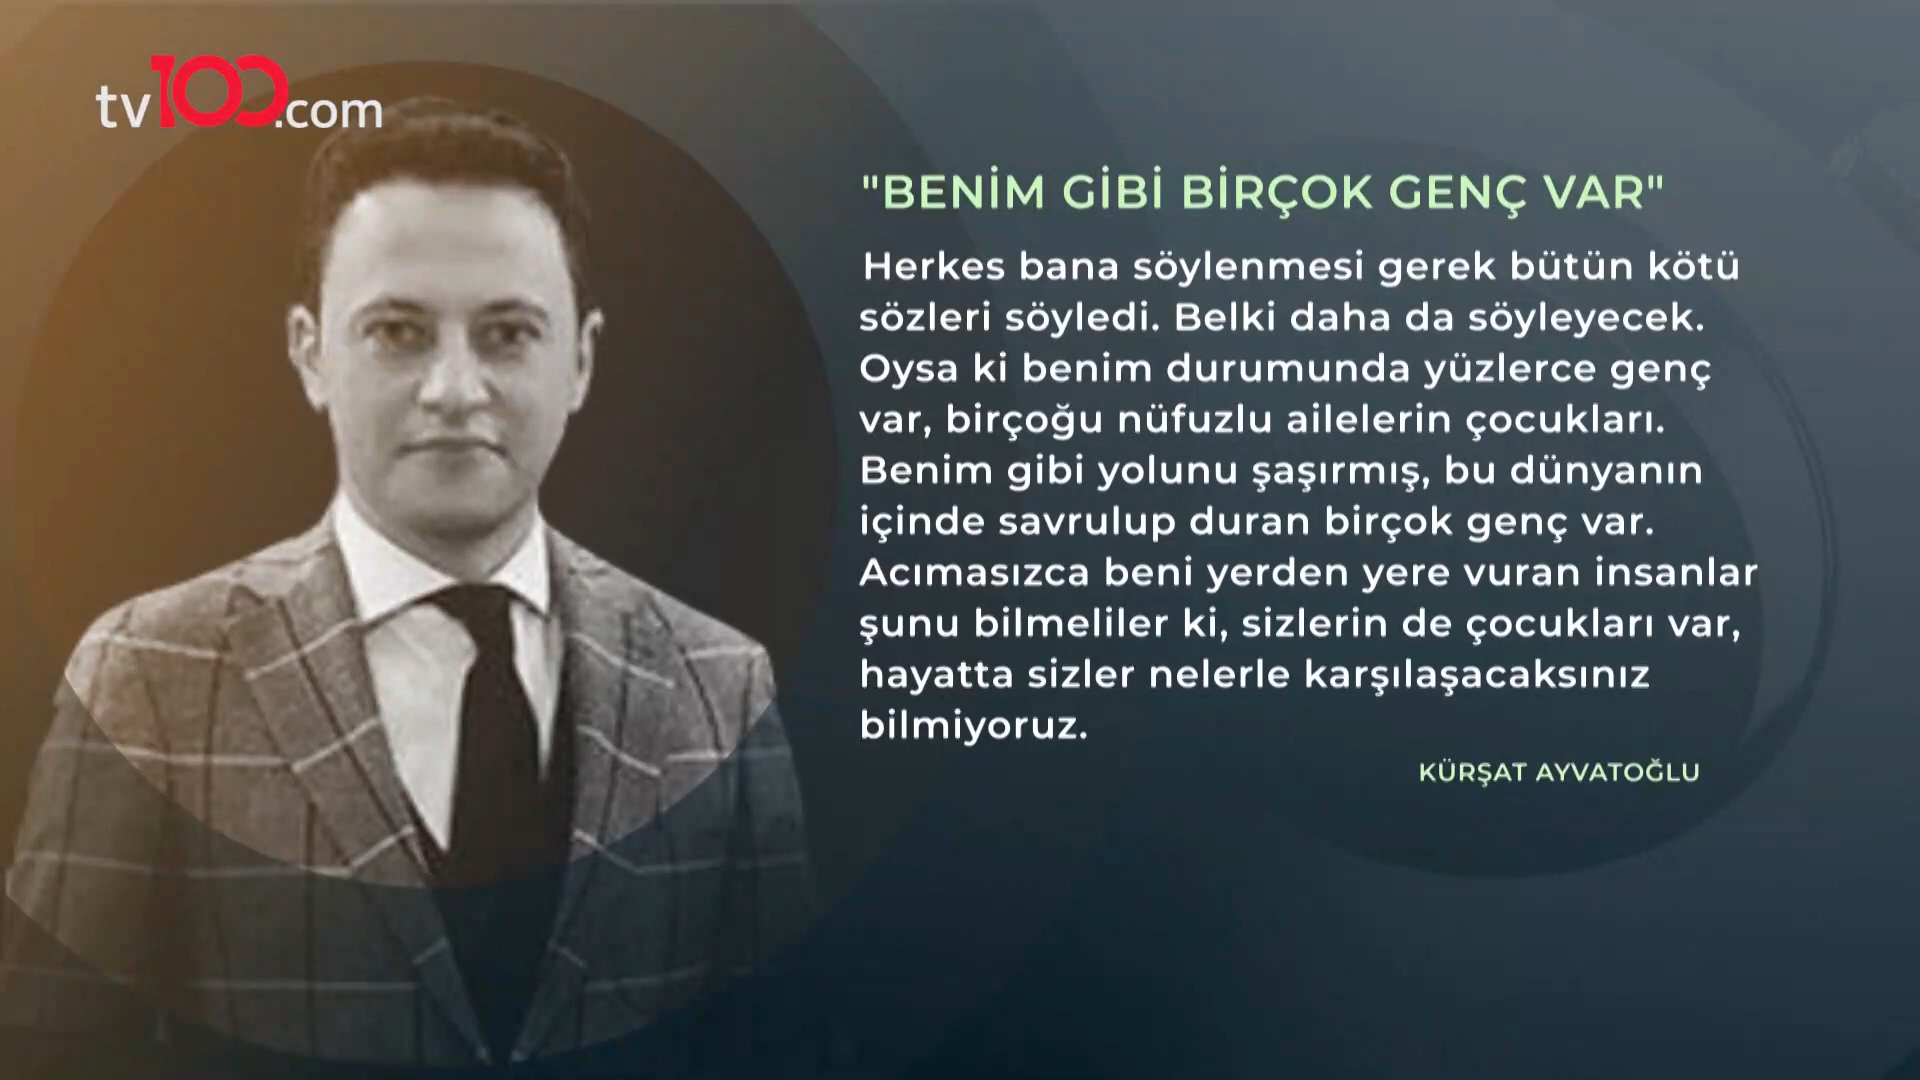 tv100.com
"BENİM GİBİ BİRÇOK GENÇ VAR"
Herkes bana söylenmesi gerek bütün kötü
sözleri söyledi. Belki daha da söyleyecek.
Oysa ki benim durumunda yüzlerce genç
var, birçoğu nüfuzlu ailelerin çocukları.
Benim gibi yolunu şaşırmış, bu dünyanın
içinde savrulup duran birçok genç var.
Acımasızca beni yerden yere vuran insanlar
şunu bilmeliler ki, sizlerin de çocukları var,
hayatta sizler nelerle karşılaşacaksınız
bilmiyoruz.
KÜRŞAT AYVATOĞLU